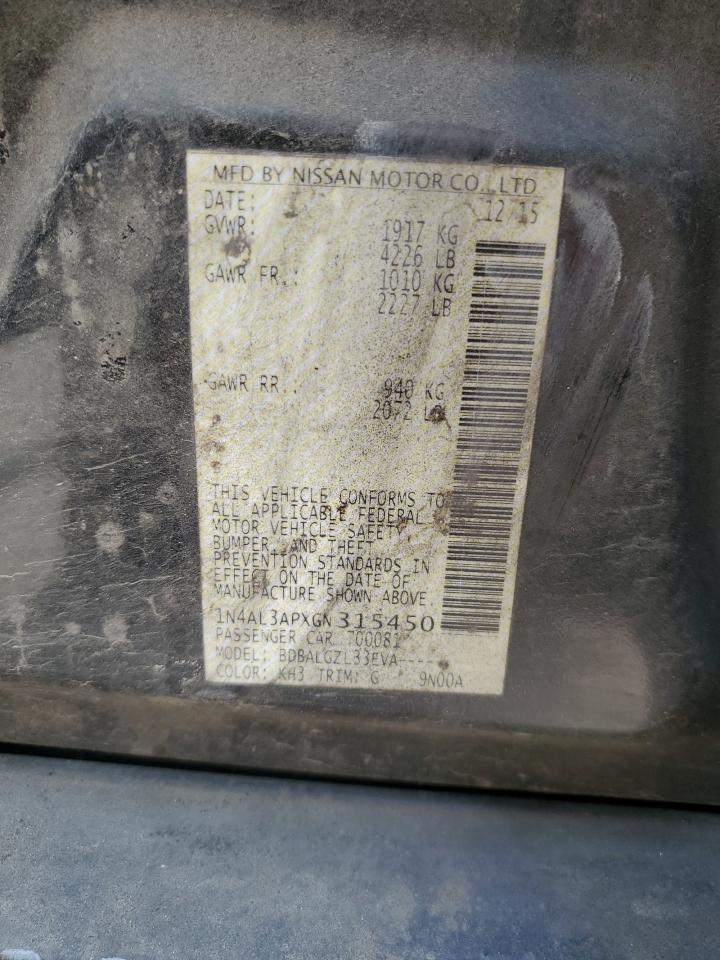 MFD BY NISSAN MOTOR CO., LTD
DATE: 12/15
GVWR: 1917 KG
4226 LB
GAWR FR.: 1010 KG
2227 LB
GAWR RR.: 940 KG
2072 LB
THIS VEHICLE CONFORMS TO
ALL APPLICABLE FEDERAL
MOTOR VEHICLE SAFETY,
BUMPER, AND THEFT
PREVENTION STANDARDS IN
EFFECT ON THE DATE OF
MANUFACTURE SHOWN ABOVE.
1N4AL3APXGN315450
PASSENGER CAR T00081
MODEL: BDBALGZL33EVA-----
COLOR: KH3 TRIM: G 9N00A